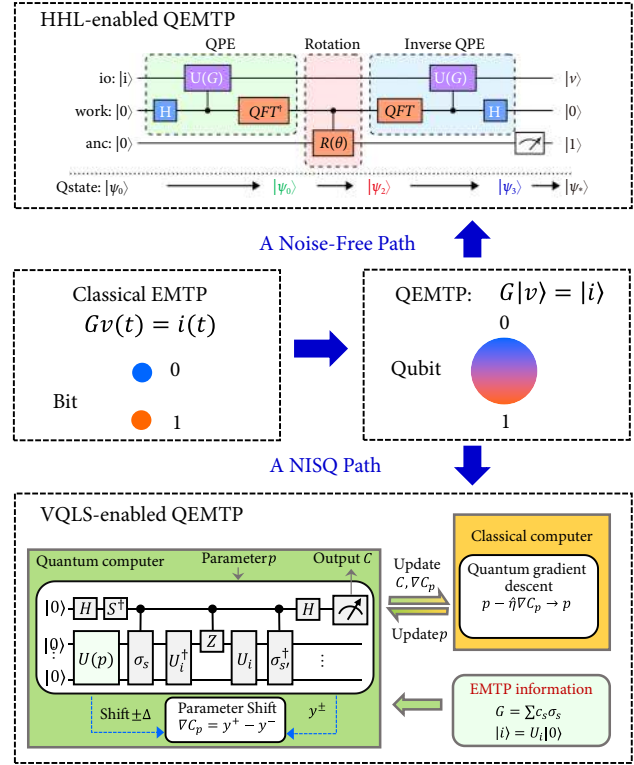 HHL-enabled QEMTP
QPE
Rotation
Inverse QPE
io: |i⟩
U(G)
U(G)
|v⟩
work: |0⟩
H
QFT†
QFT
H
|0⟩
anc: |0⟩
R(θ)
|1⟩
Qstate: |ψ₀⟩
|ψ₀⟩
|ψ₂⟩
|ψ₃⟩
|ψ*⟩
A Noise-Free Path
Classical EMTP
Gv(t) = i(t)
0
Bit
1
QEMTP: G|v⟩ = |i⟩
0
Qubit
1
A NISQ Path
VQLS-enabled QEMTP
Quantum computer
Parameter p
Output C
|0⟩
H
S†
H
|0⟩
⋮
|0⟩
U(p)
σₛ
Uᵢ†
Z
Uᵢ
σₛ′†
⋮
Shift ±Δ
Parameter Shift
∇Cₚ = y⁺ − y⁻
y±
Update
C, ∇Cₚ
Update p
Classical computer
Quantum gradient
descent
p − η̂∇Cₚ → p
EMTP information
G = ∑cₛσₛ
|i⟩ = Uᵢ|0⟩